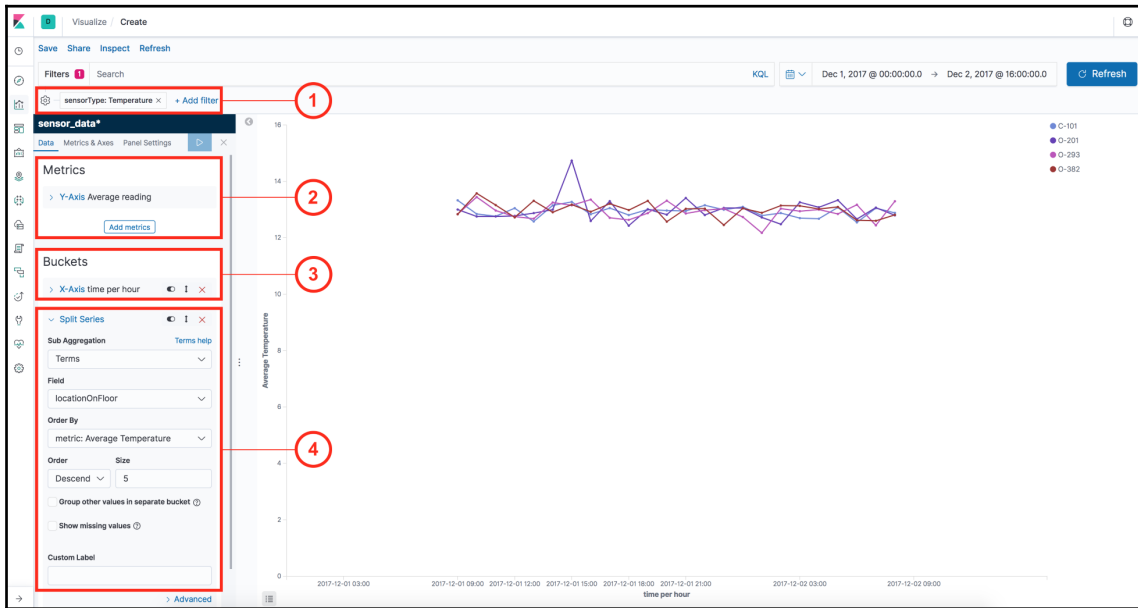 D Visualize Create
Save Share Inspect Refresh
Filters 1 Search KQL Dec 1, 2017 @ 00:00:00.0 → Dec 2, 2017 @ 16:00:00.0 Refresh
sensorType: Temperature × + Add filter
1
sensor_data*
Data Metrics & Axes Panel Settings
Metrics
Y-Axis Average reading
Add metrics
2
Buckets
X-Axis time per hour
3
Split Series
Sub Aggregation Terms help
Terms
Field
locationOnFloor
Order By
metric: Average Temperature
Order Size
Descend 5
Group other values in separate bucket
Show missing values
Custom Label
4
Advanced
16
14
12
10
8
6
4
2
0
Average Temperature
2017-12-01 03:00 2017-12-01 09:00 2017-12-01 12:00 2017-12-01 15:00 2017-12-01 18:00 2017-12-01 21:00 2017-12-02 03:00 2017-12-02 09:00
time per hour
C-101
O-201
O-293
O-382